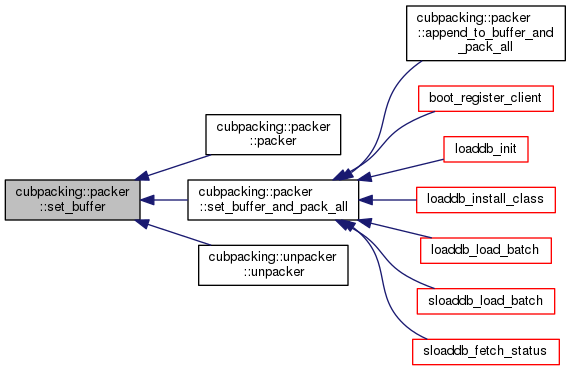 cubpacking::packer
::append_to_buffer_and
_pack_all
boot_register_client
cubpacking::packer
::packer
loaddb_init
cubpacking::packer
::set_buffer
cubpacking::packer
::set_buffer_and_pack_all
loaddb_install_class
loaddb_load_batch
cubpacking::unpacker
::unpacker
sloaddb_load_batch
sloaddb_fetch_status